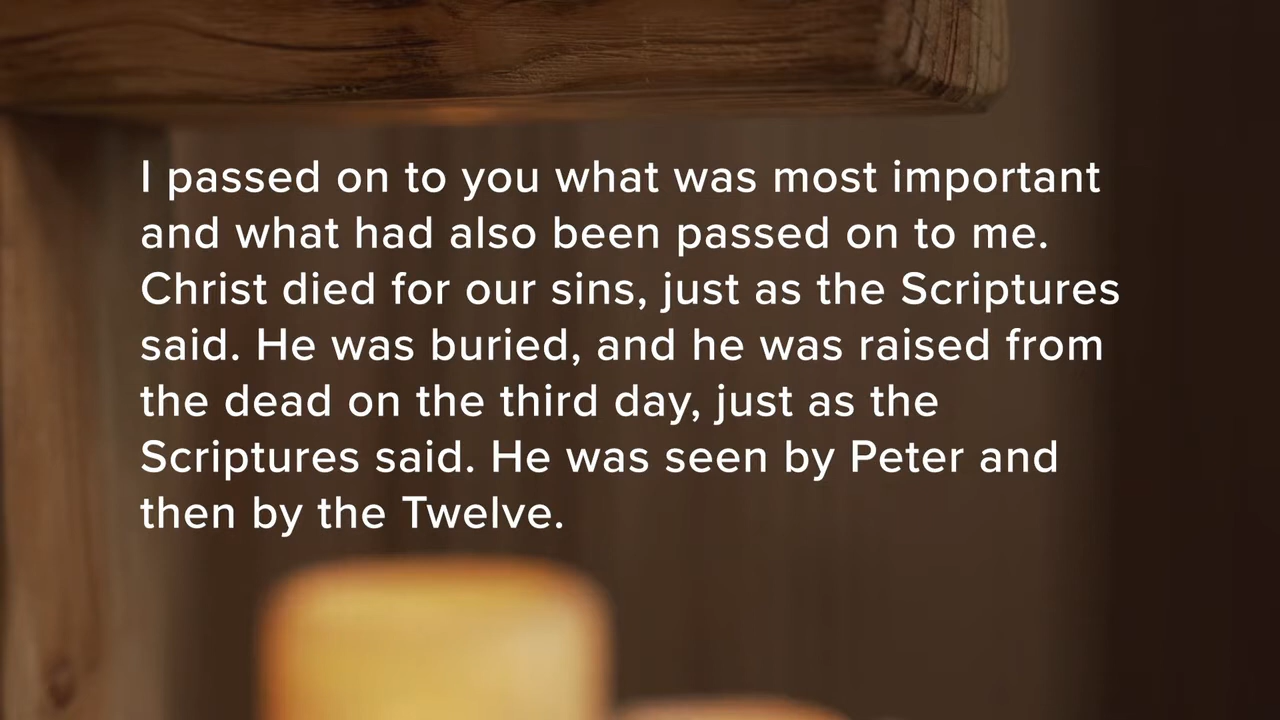 I passed on to you what was most important
and what had also been passed on to me.
Christ died for our sins, just as the Scriptures
said. He was buried, and he was raised from
the dead on the third day, just as the
Scriptures said. He was seen by Peter and
then by the Twelve.